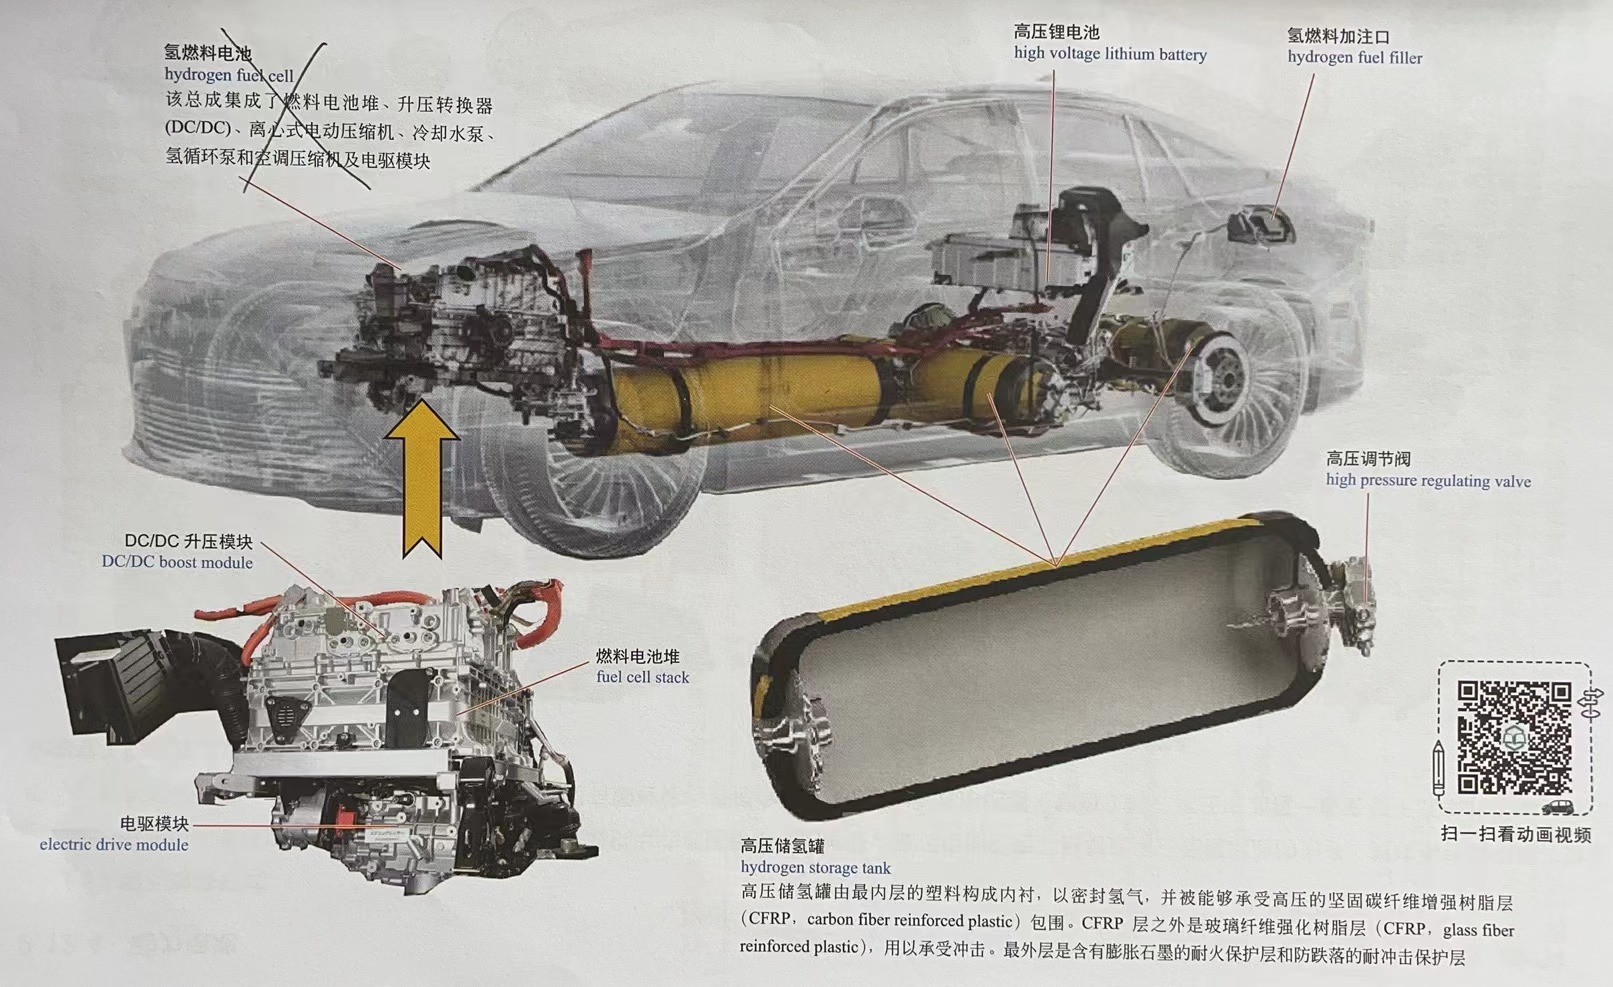 氢燃料电池
hydrogen fuel cell
该总成集成了燃料电池堆、升压转换器
(DC/DC)、离心式电动压缩机、冷却水泵、
氢循环泵和空调压缩机及电驱模块
高压锂电池
high voltage lithium battery
氢燃料加注口
hydrogen fuel filler
高压调节阀
high pressure regulating valve
DC/DC 升压模块
DC/DC boost module
燃料电池堆
fuel cell stack
电驱模块
electric drive module
高压储氢罐
hydrogen storage tank
高压储氢罐由最内层的塑料构成内衬，以密封氢气，并被能够承受高压的坚固碳纤维增强树脂层
（CFRP，carbon fiber reinforced plastic）包围。CFRP 层之外是玻璃纤维强化树脂层（CFRP，glass fiber
reinforced plastic），用以承受冲击。最外层是含有膨胀石墨的耐火保护层和防跌落的耐冲击保护层
扫一扫看动画视频